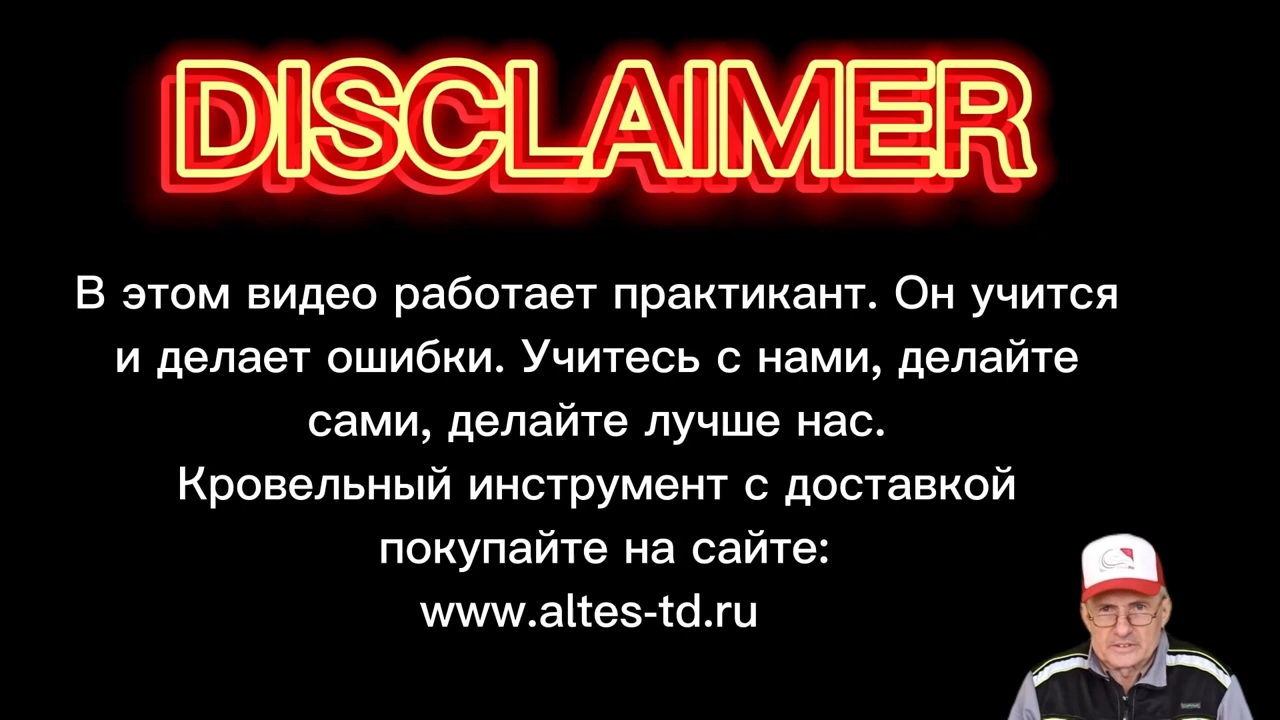 DISCLAIMER
В этом видео работает практикант. Он учится
и делает ошибки. Учитесь с нами, делайте
сами, делайте лучше нас.
Кровельный инструмент с доставкой
покупайте на сайте:
www.altes-td.ru